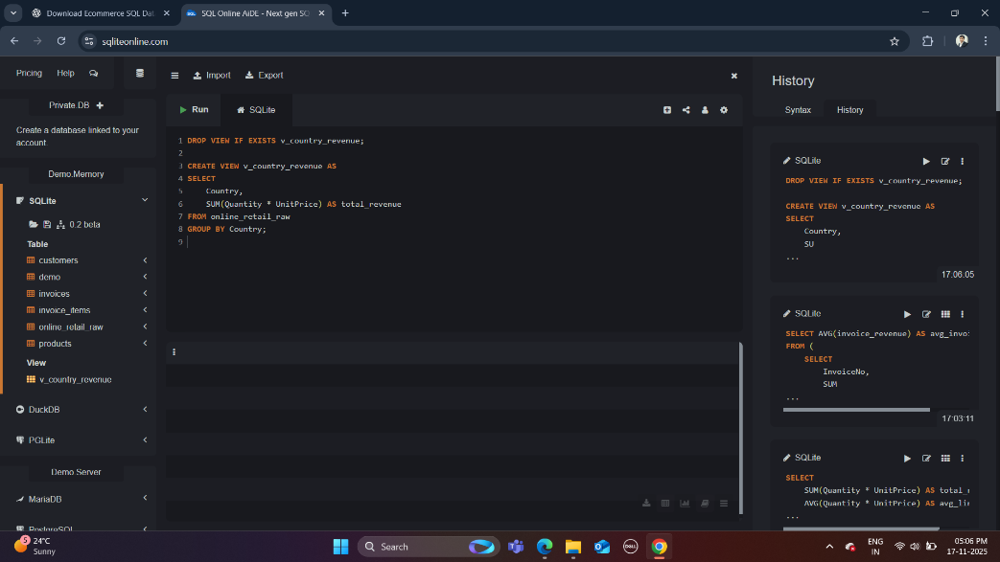 Download Ecommerce SQL Dat
SQL Online AiDE - Next gen SQ
sqliteonline.com
Pricing
Help
Import
Export
Private.DB
Create a database linked to your
account.
Demo.Memory
SQLite
0.2 beta
Table
customers
demo
invoices
invoice_items
online_retail_raw
products
View
v_country_revenue
DuckDB
PGLite
Demo Server
MariaDB
PostgreSQL
Run
SQLite
1 DROP VIEW IF EXISTS v_country_revenue;
2
3 CREATE VIEW v_country_revenue AS
4 SELECT
5 Country,
6 SUM(Quantity * UnitPrice) AS total_revenue
7 FROM online_retail_raw
8 GROUP BY Country;
9
History
Syntax
History
SQLite
DROP VIEW IF EXISTS v_country_revenue;
CREATE VIEW v_country_revenue AS
SELECT
Country,
SU
...
17:06:05
SQLite
SELECT AVG(invoice_revenue) AS avg_invoi
FROM (
SELECT
InvoiceNo,
SUM
...
17:03:11
SQLite
SELECT
SUM(Quantity * UnitPrice) AS total_r
AVG(Quantity * UnitPrice) AS avg_lin
...
5
24°C
Sunny
Search
DELL
ENG
IN
05:06 PM
17-11-2025